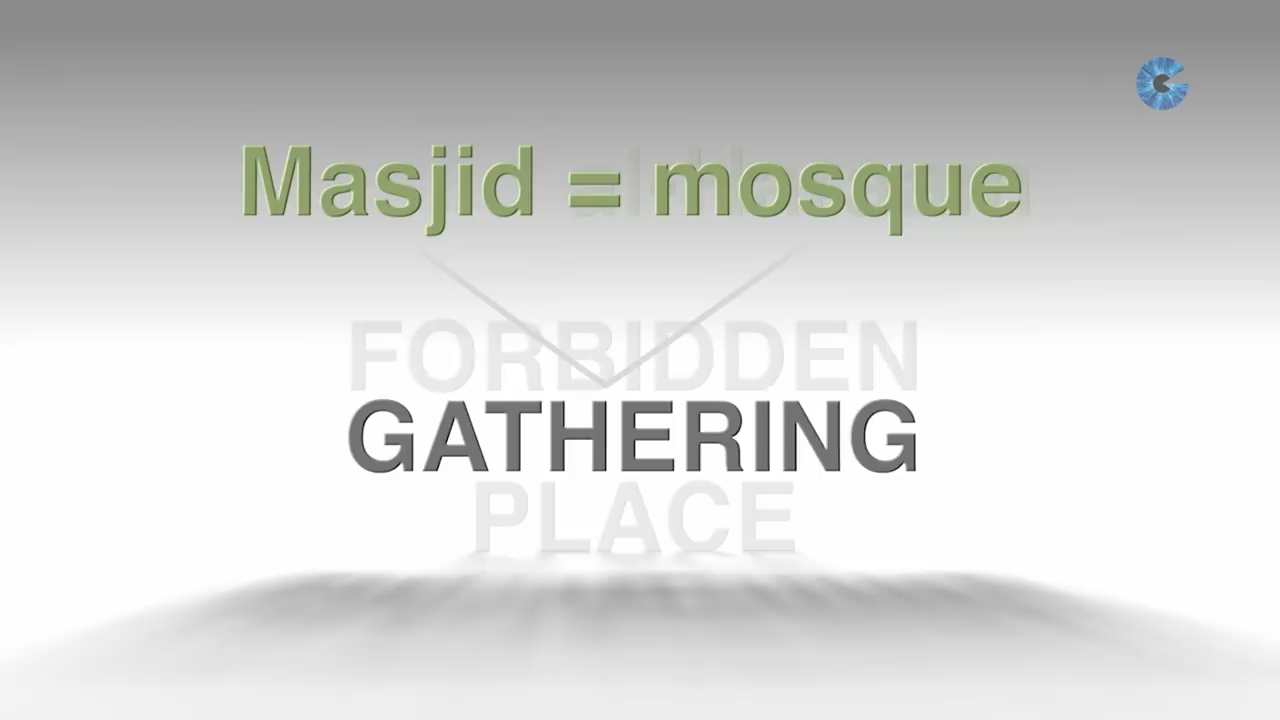 Masjid = mosque
FORBIDDEN
GATHERING
PLACE